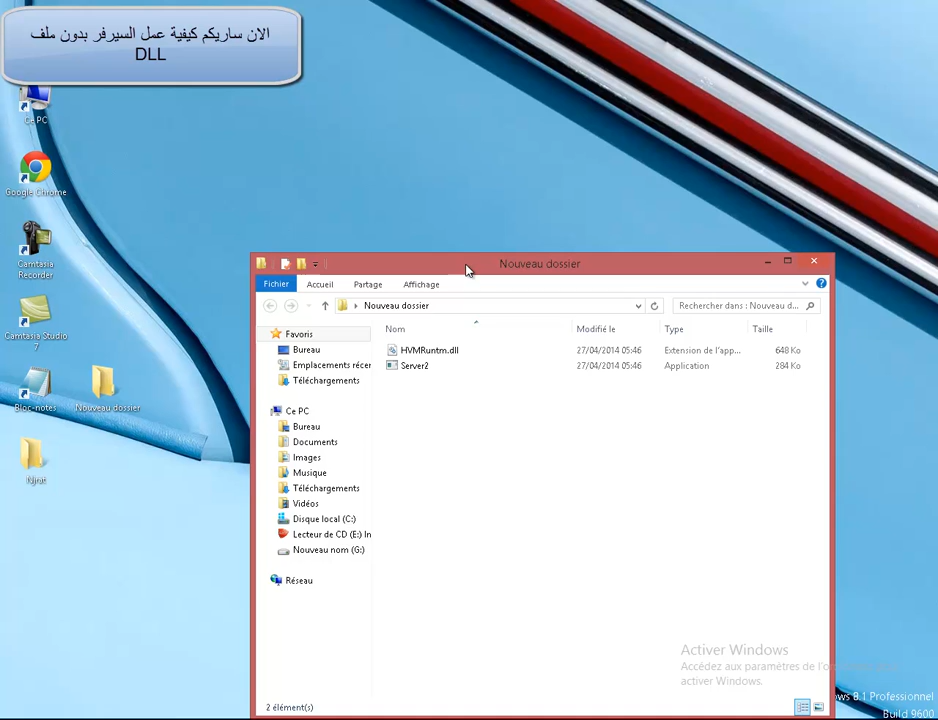 الان ساريكم كيفية عمل السيرفر بدون ملف
DLL
Ce PC
Google Chrome
Camtasia
Recorder
Camtasia Studio
7
Bloc-notes
Nouveau dossier
Njrat
Nouveau dossier
Fichier Accueil Partage Affichage
Nouveau dossier
Rechercher dans : Nouveau d...
Nom Modifié le Type Taille
HVMRuntm.dll 27/04/2014 05:46 Extension de l'app... 648 Ko
Server2 27/04/2014 05:46 Application 284 Ko
Favoris
Bureau
Emplacements récer
Téléchargements
Ce PC
Bureau
Documents
Images
Musique
Téléchargements
Vidéos
Disque local (C:)
Lecteur de CD (E:) In
Nouveau nom (G:)
Réseau
2 élément(s)
Activer Windows
Accédez aux paramètres de l'o
activer Windows.
ws 8.1 Professionnel
Build 9600